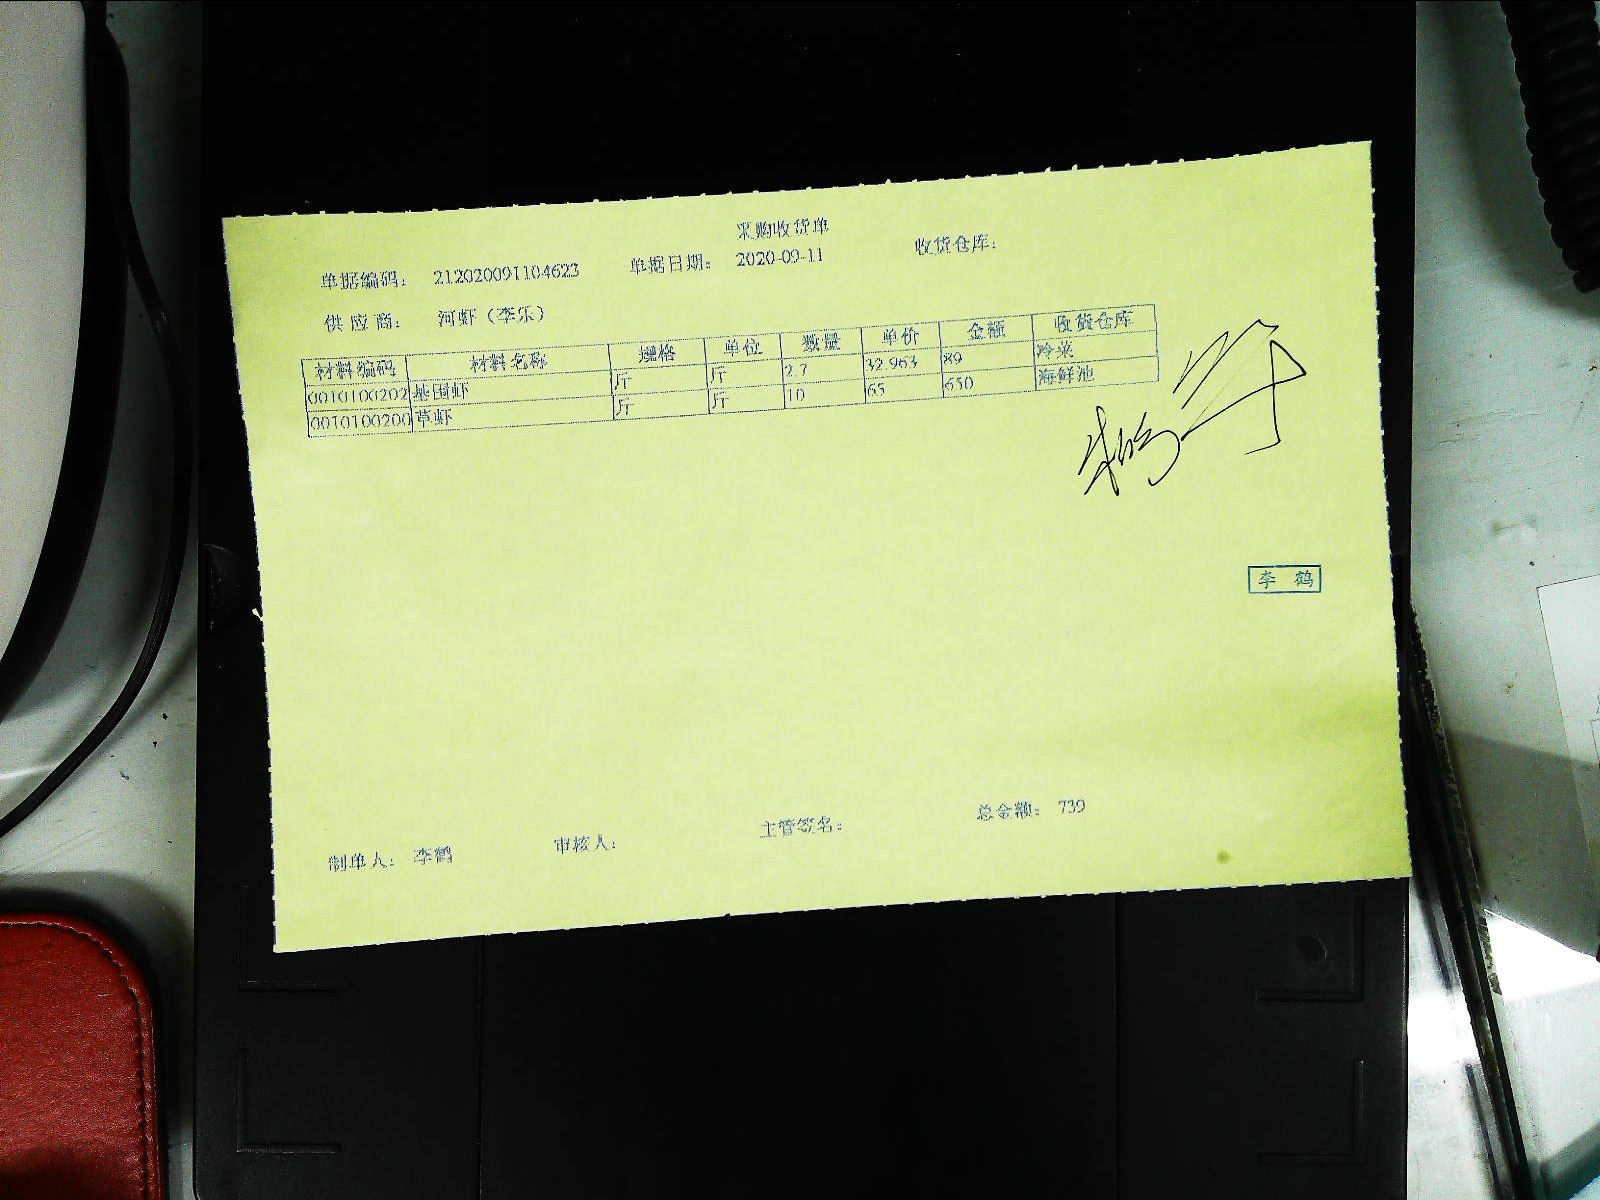 采购收货单
单据编码: 212020091104623 单据日期: 2020-09-11 收货仓库:
供应商: 河虾（李乐）
材料编码 材料名称 规格 单位 数量 单价 金额 收货仓库
0010100202 基围虾 斤 斤 2.7 32.963 89 冷菜
0010100200 草虾 斤 斤 10 65 650 海鲜池
李鹤
制单人: 李鹤 审核人: 主管签名: 总金额: 739